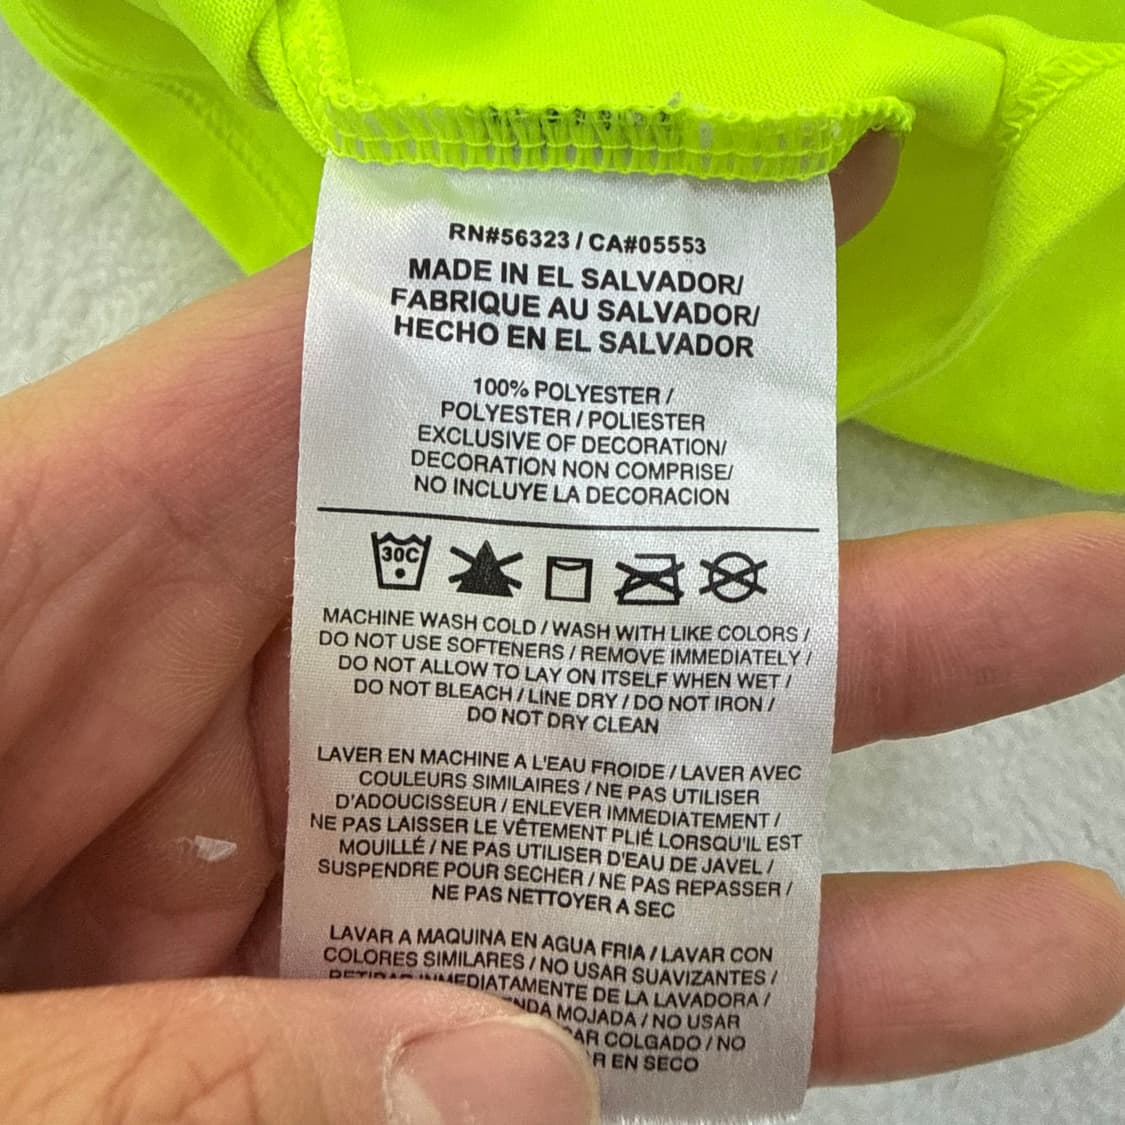 RN#56323 / CA#05553
MADE IN EL SALVADOR/
FABRIQUE AU SALVADOR/
HECHO EN EL SALVADOR
100% POLYESTER /
POLYESTER / POLIESTER
EXCLUSIVE OF DECORATION/
DECORATION NON COMPRISE/
NO INCLUYE LA DECORACION
30C
MACHINE WASH COLD / WASH WITH LIKE COLORS /
DO NOT USE SOFTENERS / REMOVE IMMEDIATELY /
DO NOT ALLOW TO LAY ON ITSELF WHEN WET /
DO NOT BLEACH / LINE DRY / DO NOT IRON /
DO NOT DRY CLEAN
LAVER EN MACHINE A L'EAU FROIDE / LAVER AVEC
COULEURS SIMILAIRES / NE PAS UTILISER
D'ADOUCISSEUR / ENLEVER IMMEDIATEMENT /
NE PAS LAISSER LE VÊTEMENT PLIÉ LORSQU'IL EST
MOUILLÉ / NE PAS UTILISER D'EAU DE JAVEL /
SUSPENDRE POUR SECHER / NE PAS REPASSER /
NE PAS NETTOYER A SEC
LAVAR A MAQUINA EN AGUA FRIA / LAVAR CON
COLORES SIMILARES / NO USAR SUAVIZANTES /
DE LA LAVADORA /
MOJADA / NO USAR
COLGADO / NO
EN SECO